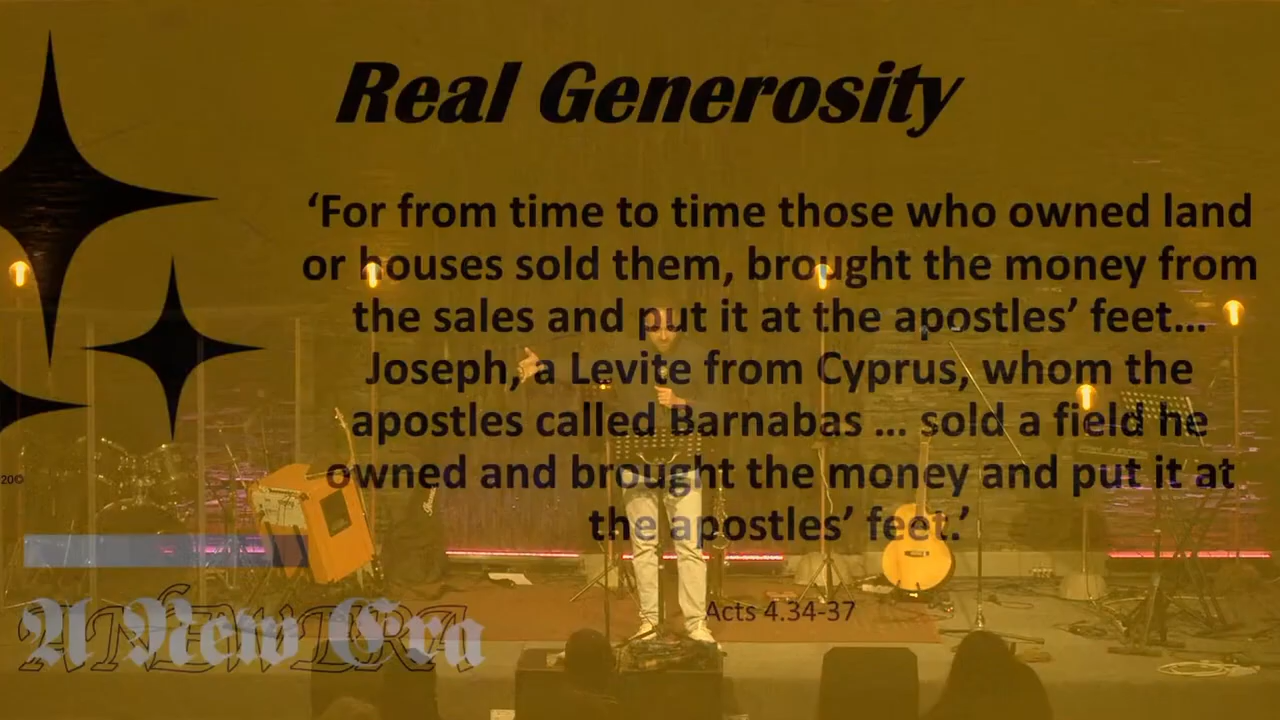 Real Generosity
‘For from time to time those who owned land
or houses sold them, brought the money from
the sales and put it at the apostles’ feet...
Joseph, a Levite from Cyprus, whom the
apostles called Barnabas ... sold a field he
owned and brought the money and put it at
the apostles’ feet.’
20©
A New Era
A NEW ERA
Acts 4.34-37